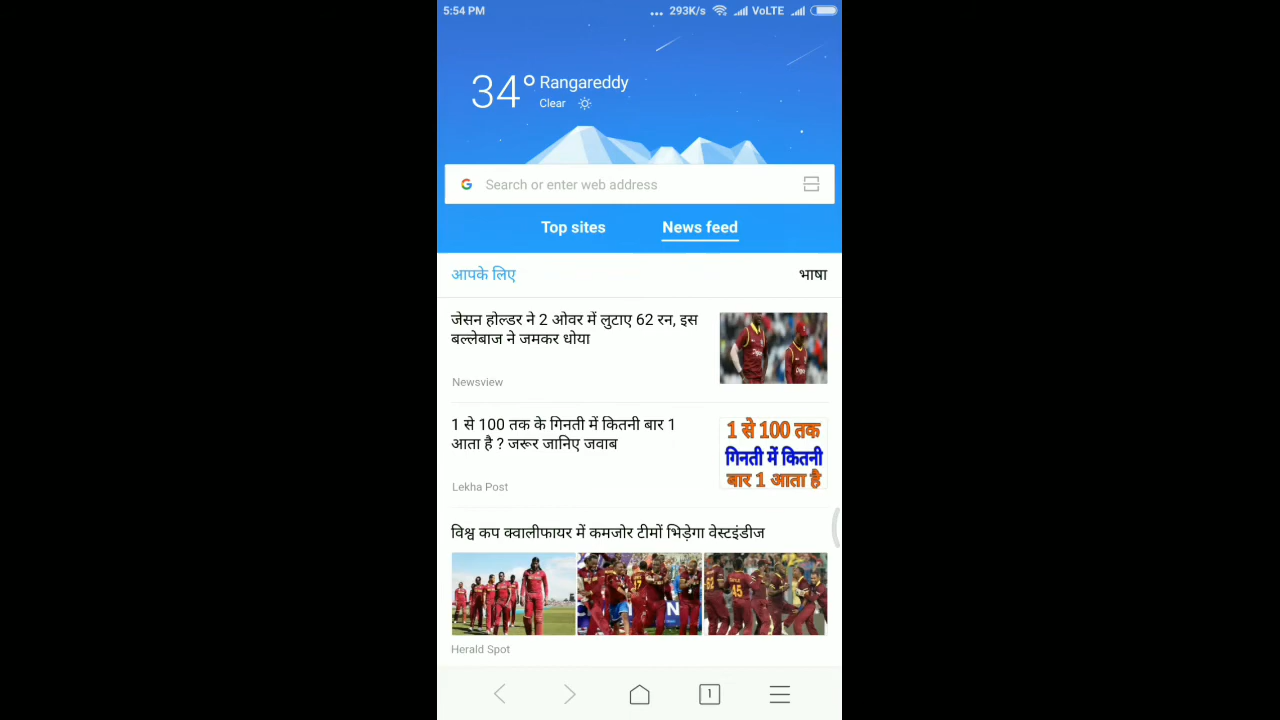 5:54 PM
... 293K/s VoLTE
34° Rangareddy
Clear
Search or enter web address
Top sites
News feed
आपके लिए
भाषा
जेसन होल्डर ने 2 ओवर में लुटाए 62 रन, इस
बल्लेबाज ने जमकर धोया
Newsview
1 से 100 तक के गिनती में कितनी बार 1
आता है ? जरूर जानिए जवाब
Lekha Post
1 से 100 तक
गिनती में कितनी
बार 1 आता है
विश्व कप क्वालीफायर में कमजोर टीमों भिड़ेगा वेस्टइंडीज
45
N
Herald Spot
1